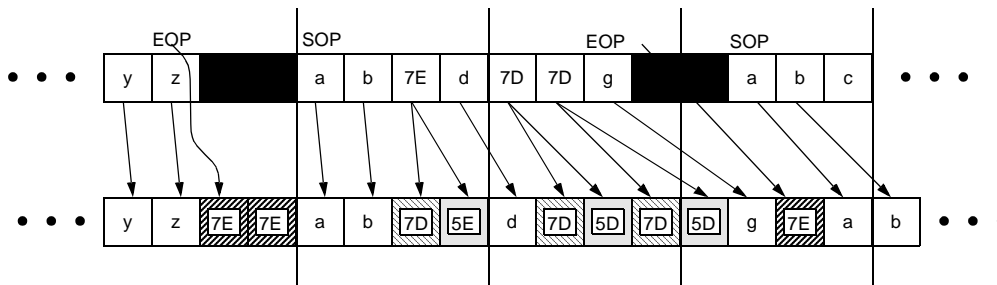 EOP SOP EOP SOP
y z a b 7E d 7D 7D g a b c
y z 7E 7E a b 7D 5E d 7D 5D 7D 5D g 7E a b